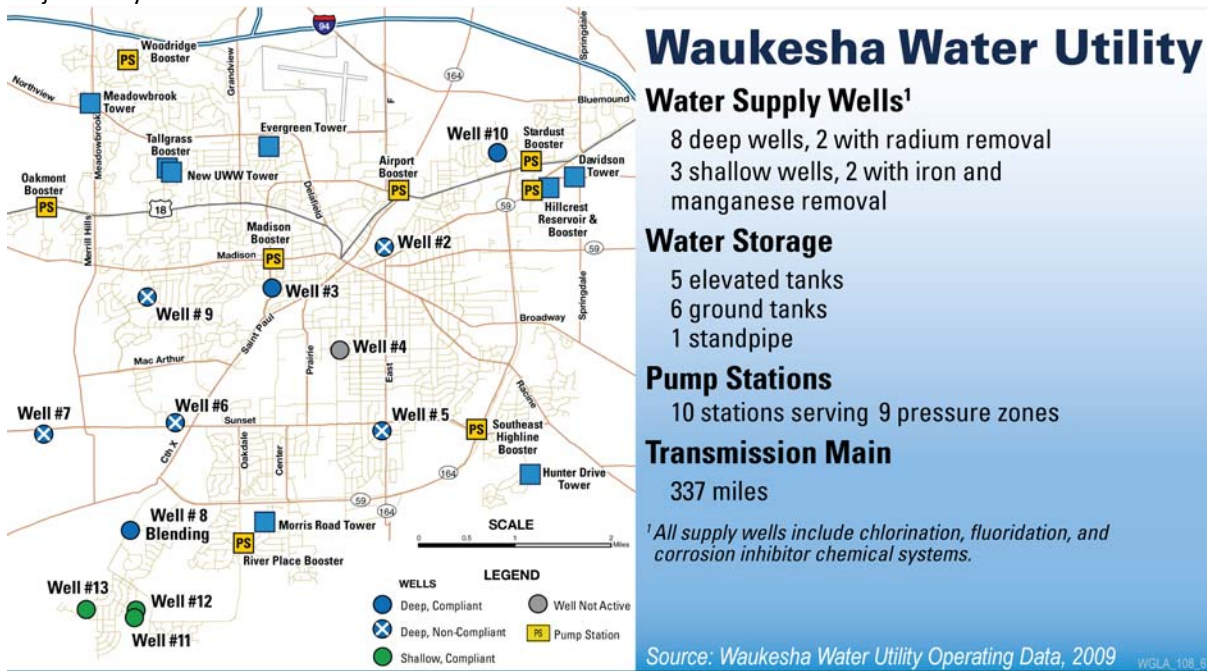 94
Woodridge
Booster
PS
Springdale
Northview
Meadowbrook
Tower
Grandview
164
F
Bluemound
Meadowbrook
Tallgrass
Booster
Evergreen Tower
Well #10
Stardust
Booster
PS
Davidson
Tower
New UWW Tower
Airport
Booster
PS
PS
Hillcrest
Reservoir &
Booster
Oakmont
Booster
PS
18
Delafield
59
Merrill Hills
Madison
Booster
PS
Madison
Well #2
59
Springdale
Well #3
Well # 9
Saint Paul
Broadway
Mac Arthur
Prairie
Well #4
East
Racine
Well #7
Well #6
Sunset
Well # 5
PS
Southeast
Highline
Booster
Cth X
Oakdale
Center
164
Hunter Drive
Tower
59
164
Well # 8
Blending
Morris Road Tower
PS
River Place Booster
Well #13
Well #12
Well #11
SCALE
0 0.5 1 2
Miles
LEGEND
WELLS
Deep, Compliant
Deep, Non-Compliant
Shallow, Compliant
Well Not Active
PS Pump Station
Waukesha Water Utility
Water Supply Wells¹
8 deep wells, 2 with radium removal
3 shallow wells, 2 with iron and
manganese removal
Water Storage
5 elevated tanks
6 ground tanks
1 standpipe
Pump Stations
10 stations serving 9 pressure zones
Transmission Main
337 miles
¹ All supply wells include chlorination, fluoridation, and
corrosion inhibitor chemical systems.
Source: Waukesha Water Utility Operating Data, 2009